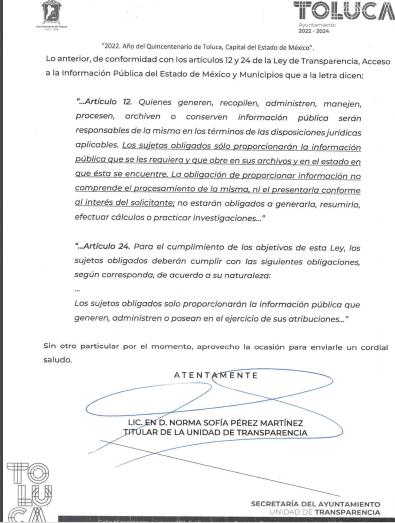 TOLUCA
Ayuntamiento
2022 - 2024
"2022. Año del Quincentenario de Toluca, Capital del Estado de México".
Lo anterior, de conformidad con los artículos 12 y 24 de la Ley de Transparencia, Acceso
a la Información Pública del Estado de México y Municipios que a la letra dicen:
"...Artículo 12. Quienes generen, recopilen, administren, manejen,
procesen, archiven o conserven información pública serán
responsables de la misma en los términos de las disposiciones jurídicas
aplicables. Los sujetos obligados sólo proporcionarán la información
pública que se les requiera y que obre en sus archivos y en el estado en
que ésta se encuentre. La obligación de proporcionar información no
comprende el procesamiento de la misma, ni el presentarla conforme
al interés del solicitante; no estarán obligados a generarla, resumirla,
efectuar cálculos o practicar investigaciones..."
"...Artículo 24. Para el cumplimiento de los objetivos de esta Ley, los
sujetos obligados deberán cumplir con las siguientes obligaciones,
según corresponda, de acuerdo a su naturaleza:
...
Los sujetos obligados solo proporcionarán la información pública que
generen, administren o posean en el ejercicio de sus atribuciones..."
Sin otro particular por el momento, aprovecho la ocasión para enviarle un cordial
saludo.
ATENTAMENTE
LIC. EN D. NORMA SOFÍA PÉREZ MARTÍNEZ
TITULAR DE LA UNIDAD DE TRANSPARENCIA
TO
LU
CA
SECRETARÍA DEL AYUNTAMIENTO
UNIDAD DE TRANSPARENCIA